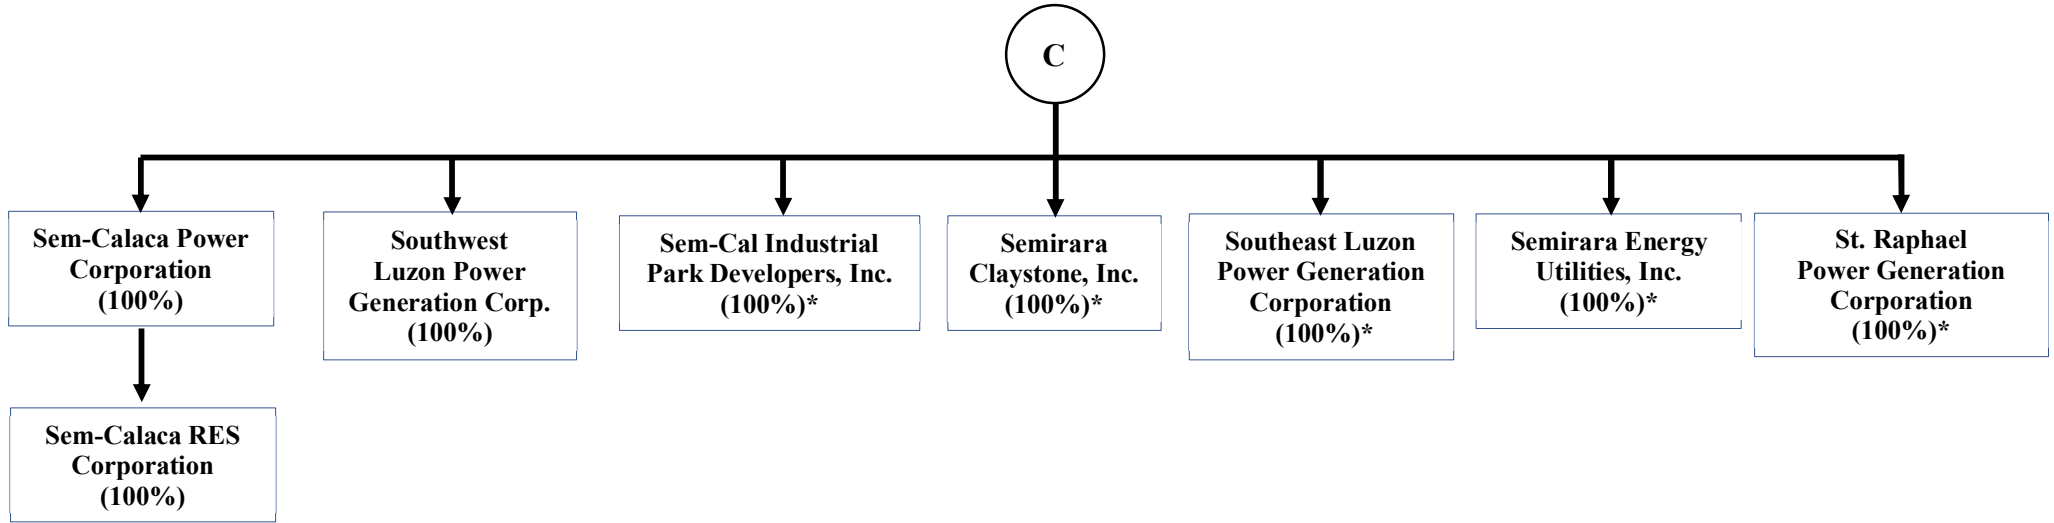 C
Sem-Calaca Power
Corporation
(100%)
Southwest
Luzon Power
Generation Corp.
(100%)
Sem-Cal Industrial
Park Developers, Inc.
(100%)*
Semirara
Claystone, Inc.
(100%)*
Southeast Luzon
Power Generation
Corporation
(100%)*
Semirara Energy
Utilities, Inc.
(100%)*
St. Raphael
Power Generation
Corporation
(100%)*
Sem-Calaca RES
Corporation
(100%)